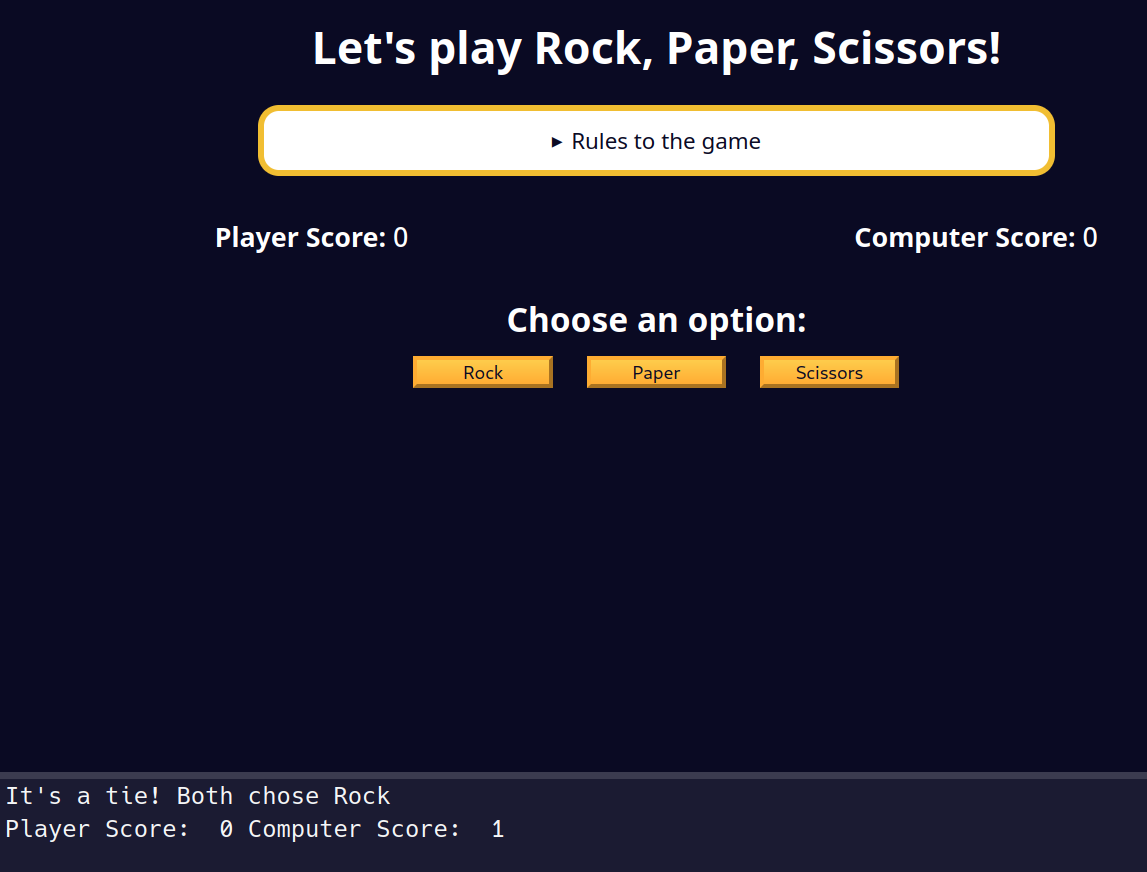 Let's play Rock, Paper, Scissors!
▸ Rules to the game
Player Score: 0 Computer Score: 0
Choose an option:
Rock Paper Scissors
It's a tie! Both chose Rock
Player Score:  0 Computer Score:  1